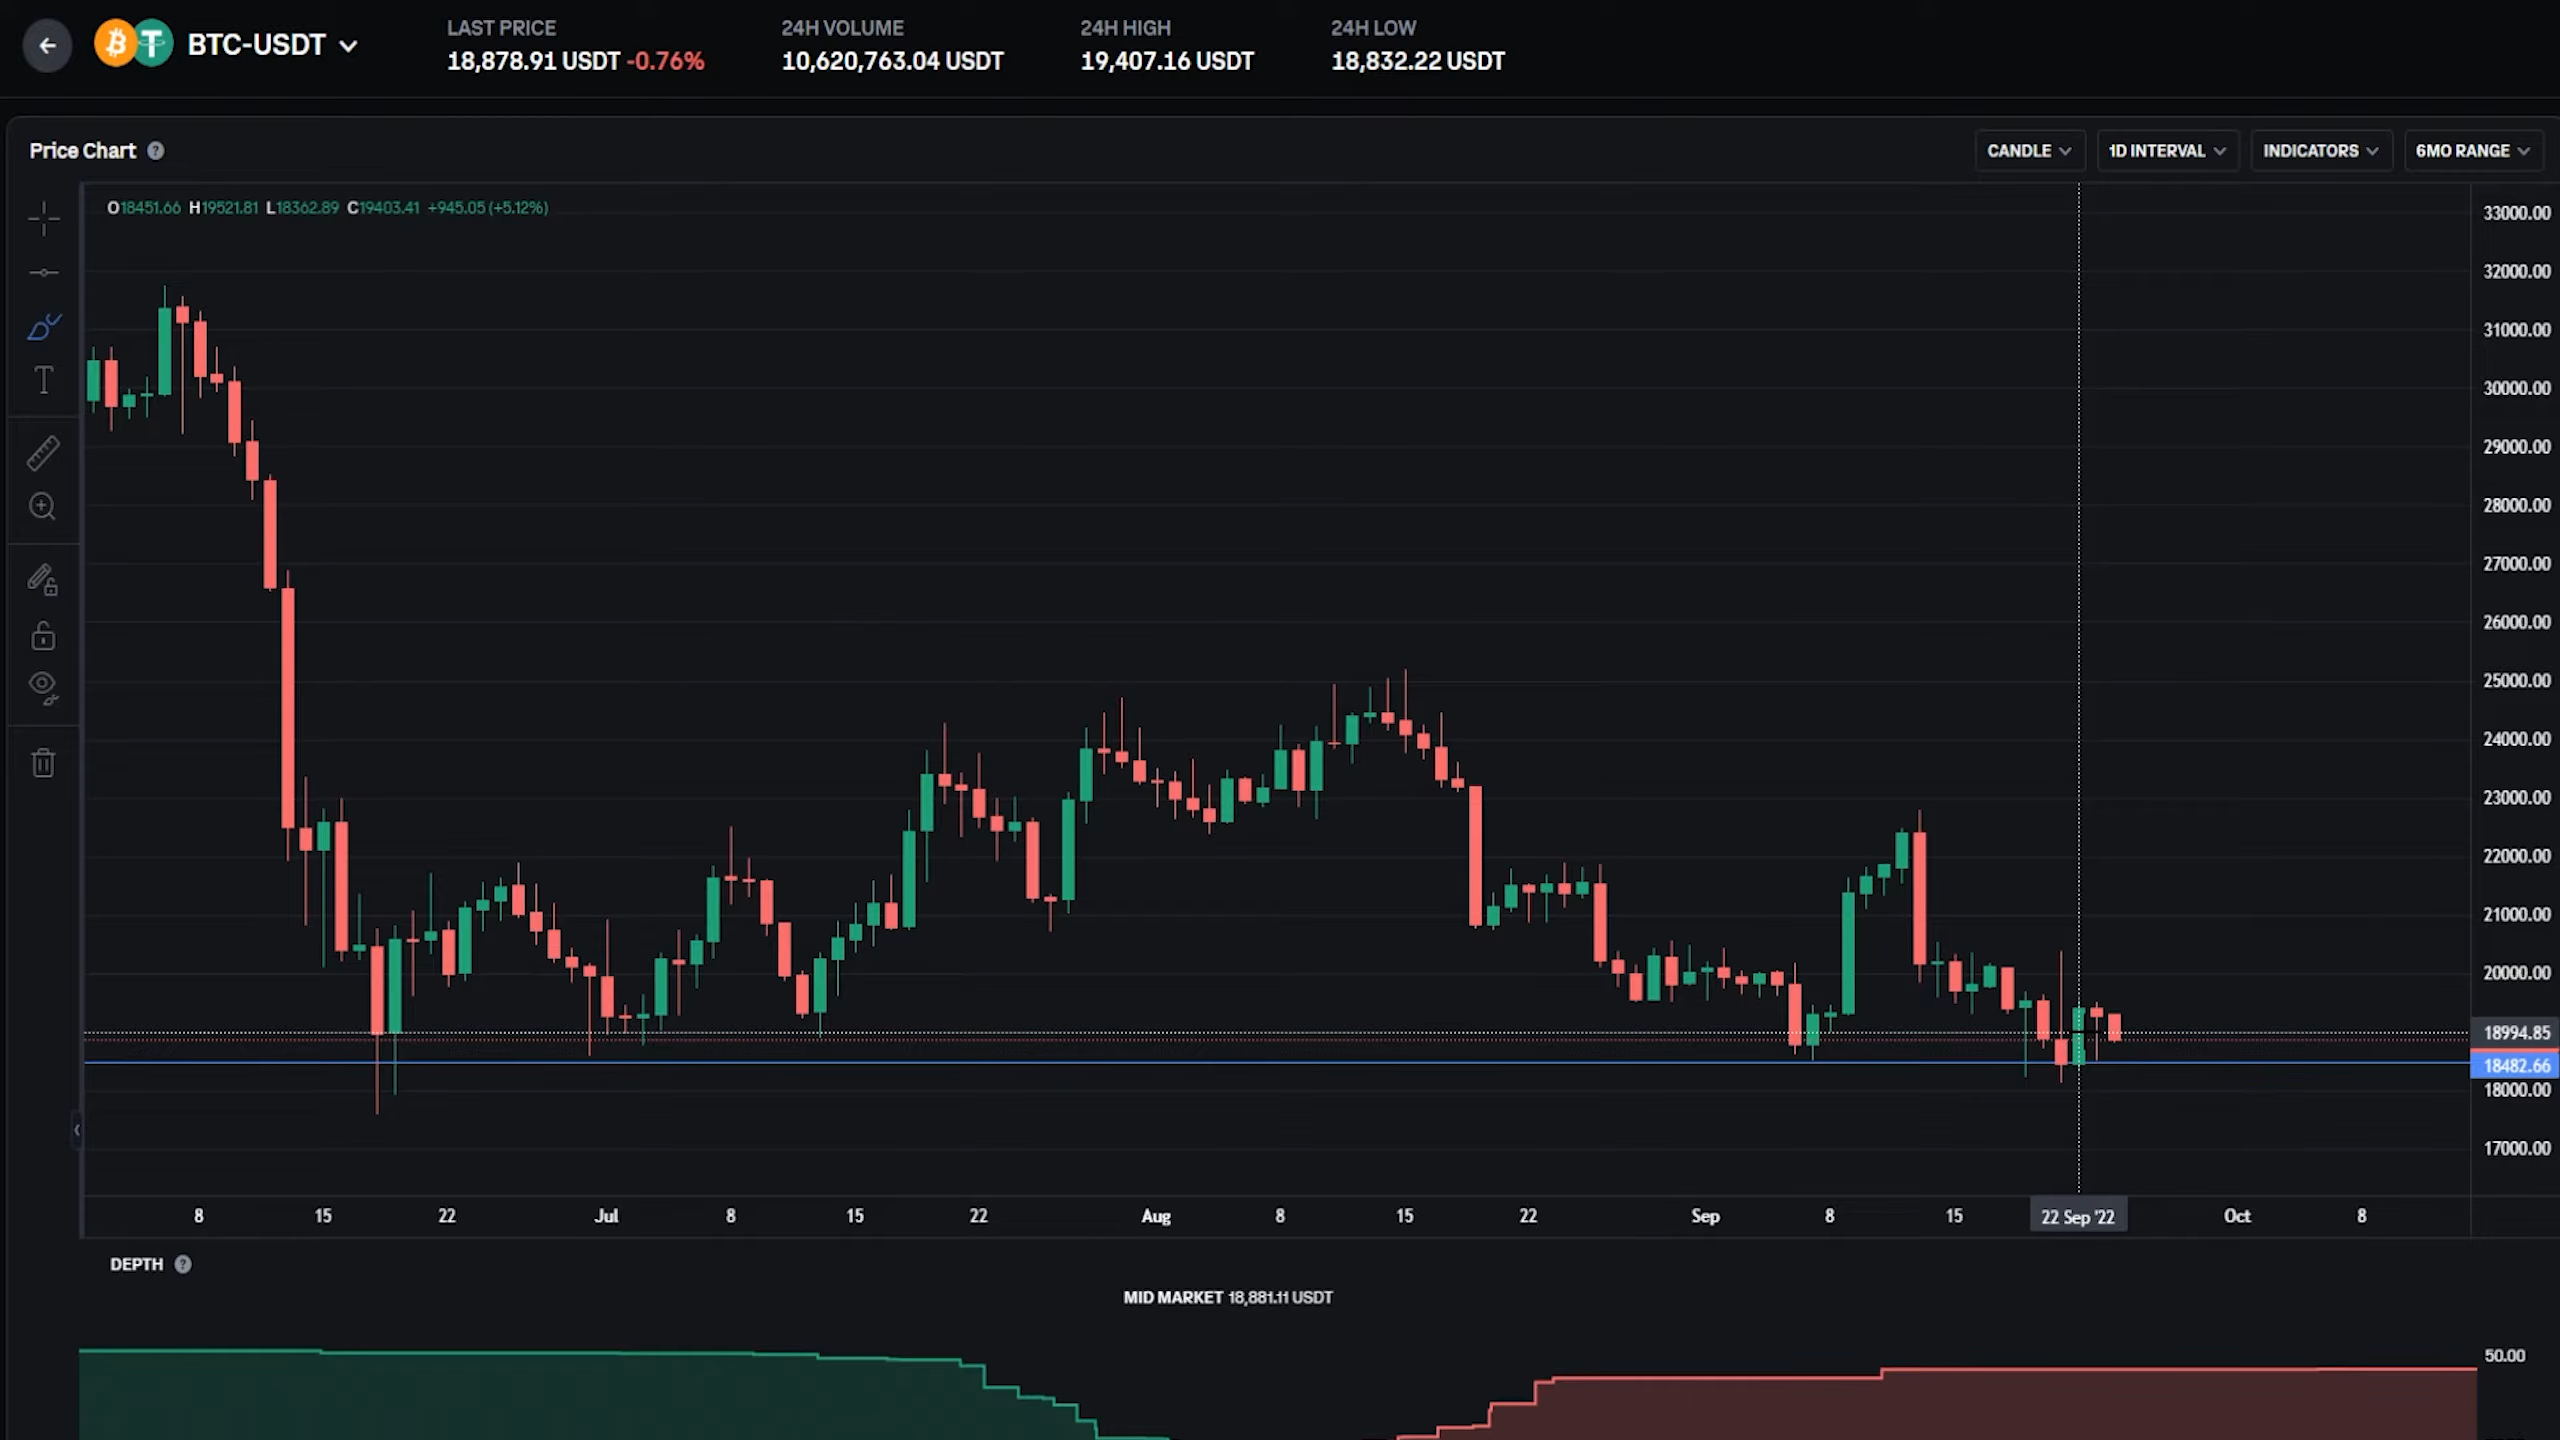 BTC-USDT
LAST PRICE
18,878.91 USDT -0.76%
24H VOLUME
10,620,763.04 USDT
24H HIGH
19,407.16 USDT
24H LOW
18,832.22 USDT
Price Chart
CANDLE
1D INTERVAL
INDICATORS
6MO RANGE
O18451.66 H19521.81 L18362.89 C19403.41 +945.05 (+5.12%)
33000.00
32000.00
31000.00
30000.00
29000.00
28000.00
27000.00
26000.00
25000.00
24000.00
23000.00
22000.00
21000.00
20000.00
18994.85
18482.66
18000.00
17000.00
8 15 22 Jul 8 15 22 Aug 8 15 22 Sep 8 15 22 Sep '22 Oct 8
DEPTH
MID MARKET 18,881.11 USDT
50.00